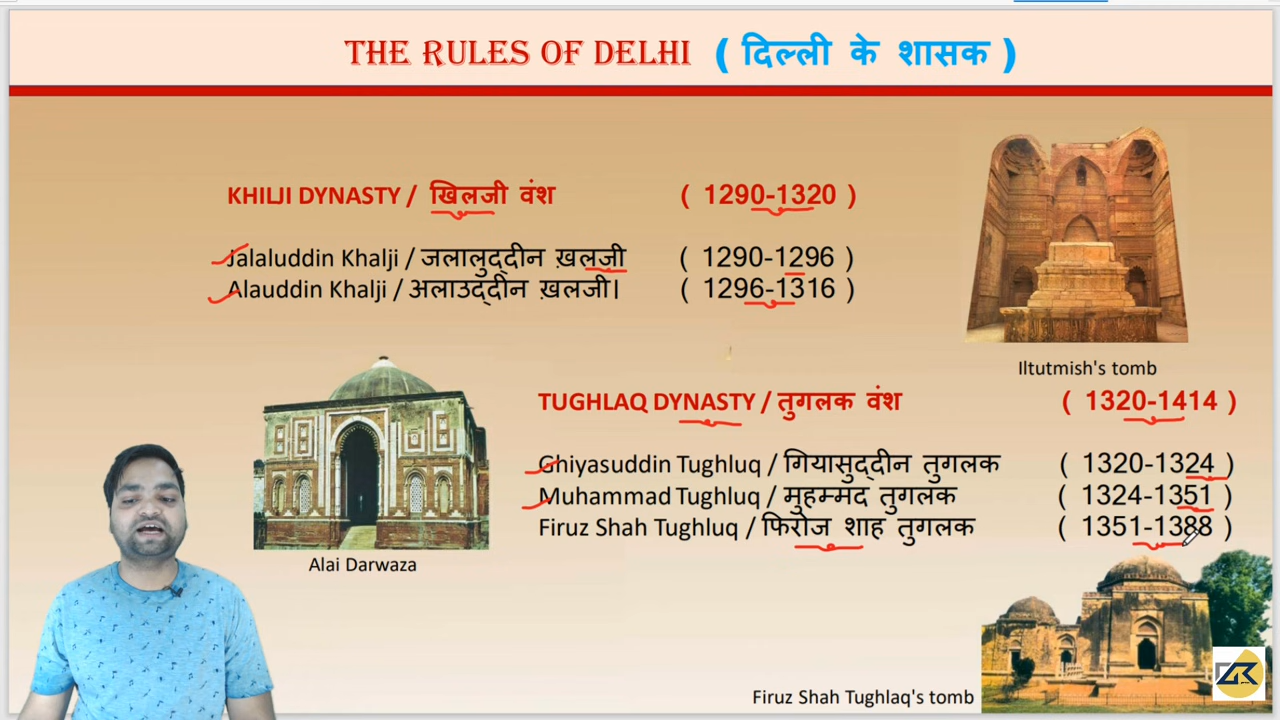 THE RULES OF DELHI ( दिल्ली के शासक )
KHILJI DYNASTY / खिलजी वंश ( 1290-1320 )
Jalaluddin Khalji / जलालुद्दीन ख़लजी ( 1290-1296 )
Alauddin Khalji / अलाउद्दीन ख़लजी। ( 1296-1316 )
Iltutmish's tomb
TUGHLAQ DYNASTY / तुगलक वंश ( 1320-1414 )
Ghiyasuddin Tughluq / गियासुद्दीन तुगलक ( 1320-1324 )
Muhammad Tughluq / मुहम्मद तुगलक ( 1324-1351 )
Firuz Shah Tughluq / फिरोज शाह तुगलक ( 1351-1388 )
Alai Darwaza
Firuz Shah Tughlaq's tomb